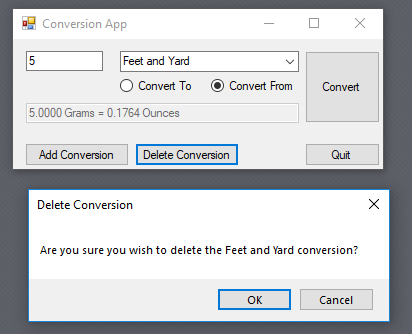 Conversion App
5
Feet and Yard
Convert To
Convert From
Convert
5.0000 Grams = 0.1764 Ounces
Add Conversion
Delete Conversion
Quit
Delete Conversion
Are you sure you wish to delete the Feet and Yard conversion?
OK
Cancel